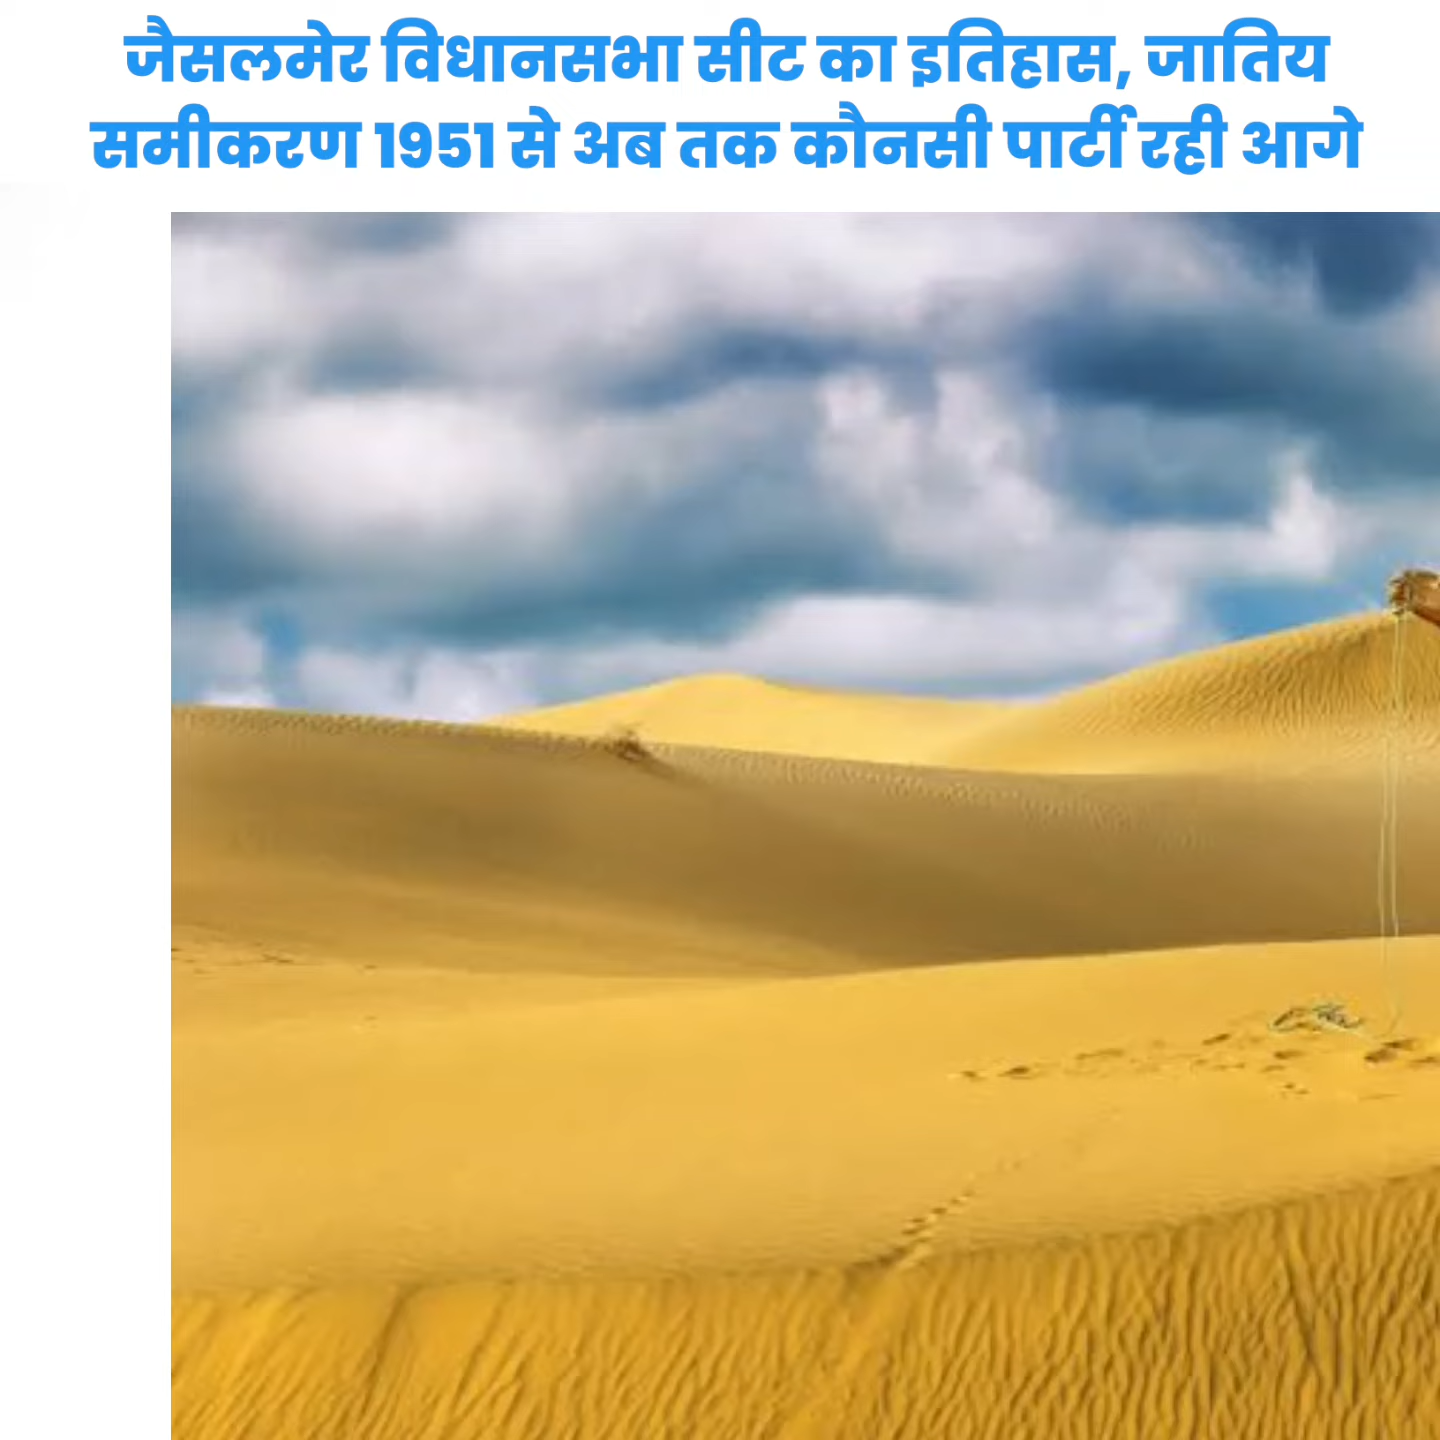 जैसलमेर विधानसभा सीट का इतिहास, जातिय
समीकरण 1951 से अब तक कौनसी पार्टी रही आगे